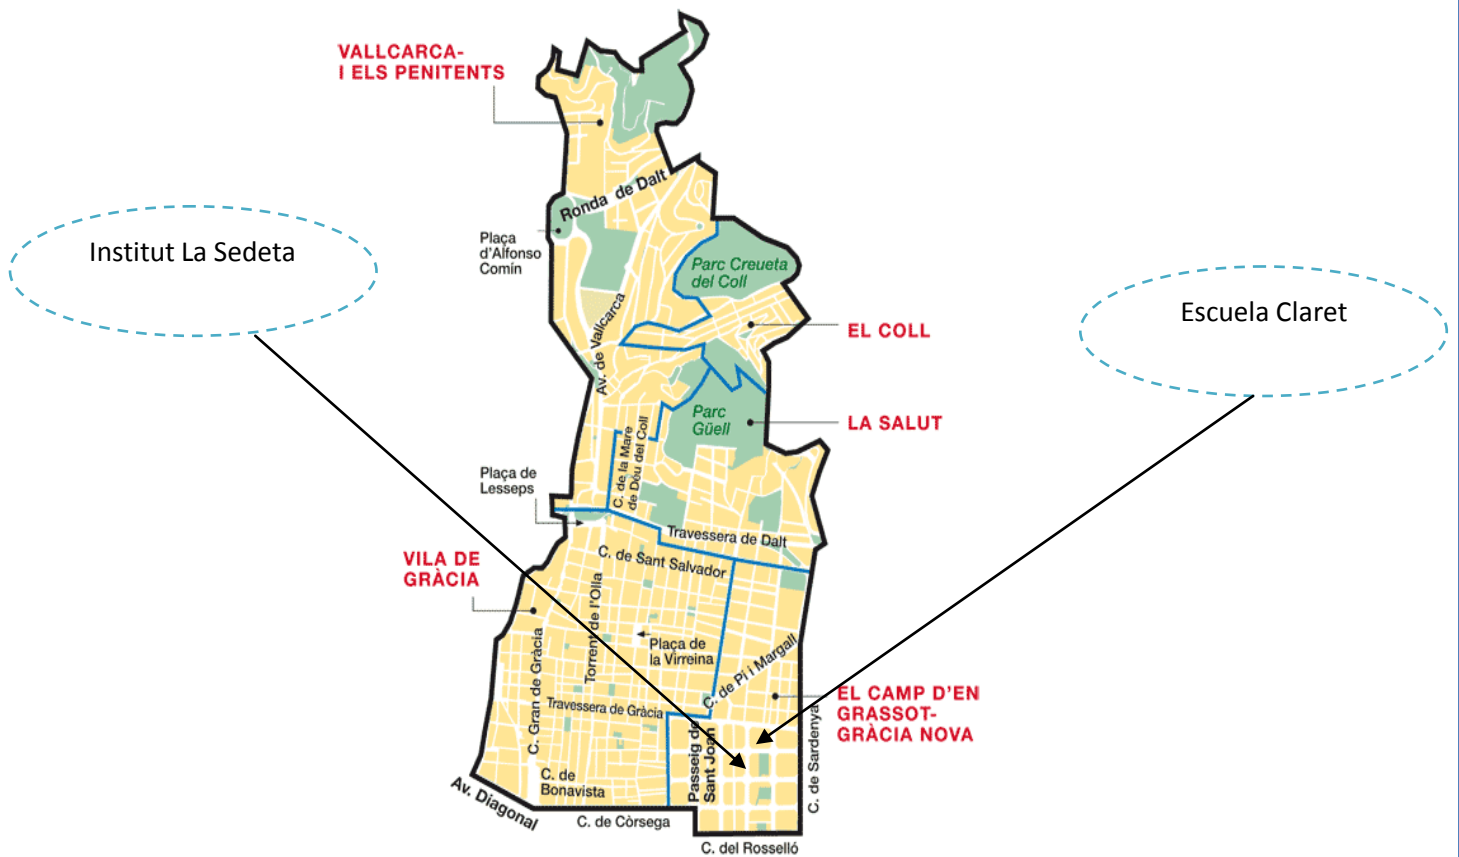 VALLCARCA-
I ELS PENITENTS
Ronda de Dalt
Institut La Sedeta
Plaça
d'Alfonso
Comín
Parc Creueta
del Coll
Escuela Claret
Av. de Vallcarca
EL COLL
Parc
Güell
LA SALUT
C. de la Mare
de Déu del Coll
Plaça de
Lesseps
Travessera de Dalt
C. de Sant Salvador
VILA DE
GRÀCIA
Torrent de l'Olla
Plaça de
la Virreina
C. Gran de Gràcia
C. de Pi i Margall
Travessera de Gràcia
EL CAMP D'EN
GRASSOT-
GRÀCIA NOVA
Passeig de
Sant Joan
C. de Sardenya
C. de
Bonavista
Av. Diagonal
C. de Còrsega
C. del Rosselló